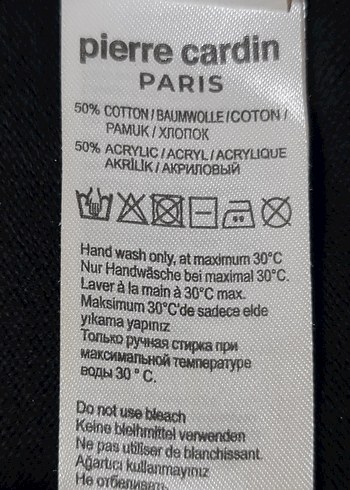 pierre cardin
PARIS
50% COTTON / BAUMWOLLE / COTON /
PAMUK / ХЛОПОК
50% ACRYLIC / ACRYL / ACRYLIQUE
AKRİLİK / АКРИЛОВЫЙ
Hand wash only, at maximum 30°C
Nur Handwäsche bei maximal 30°C.
Laver à la main à 30°C max.
Maksimum 30°C'de sadece elde
yıkama yapınız
Только ручная стирка при
максимальной температуре
воды 30 ° C.
Do not use bleach
Keine bleihmittel verwenden
Ne pas utiliser de blanchissant.
Ağartıcı kullanmayınız
Не отбеливать